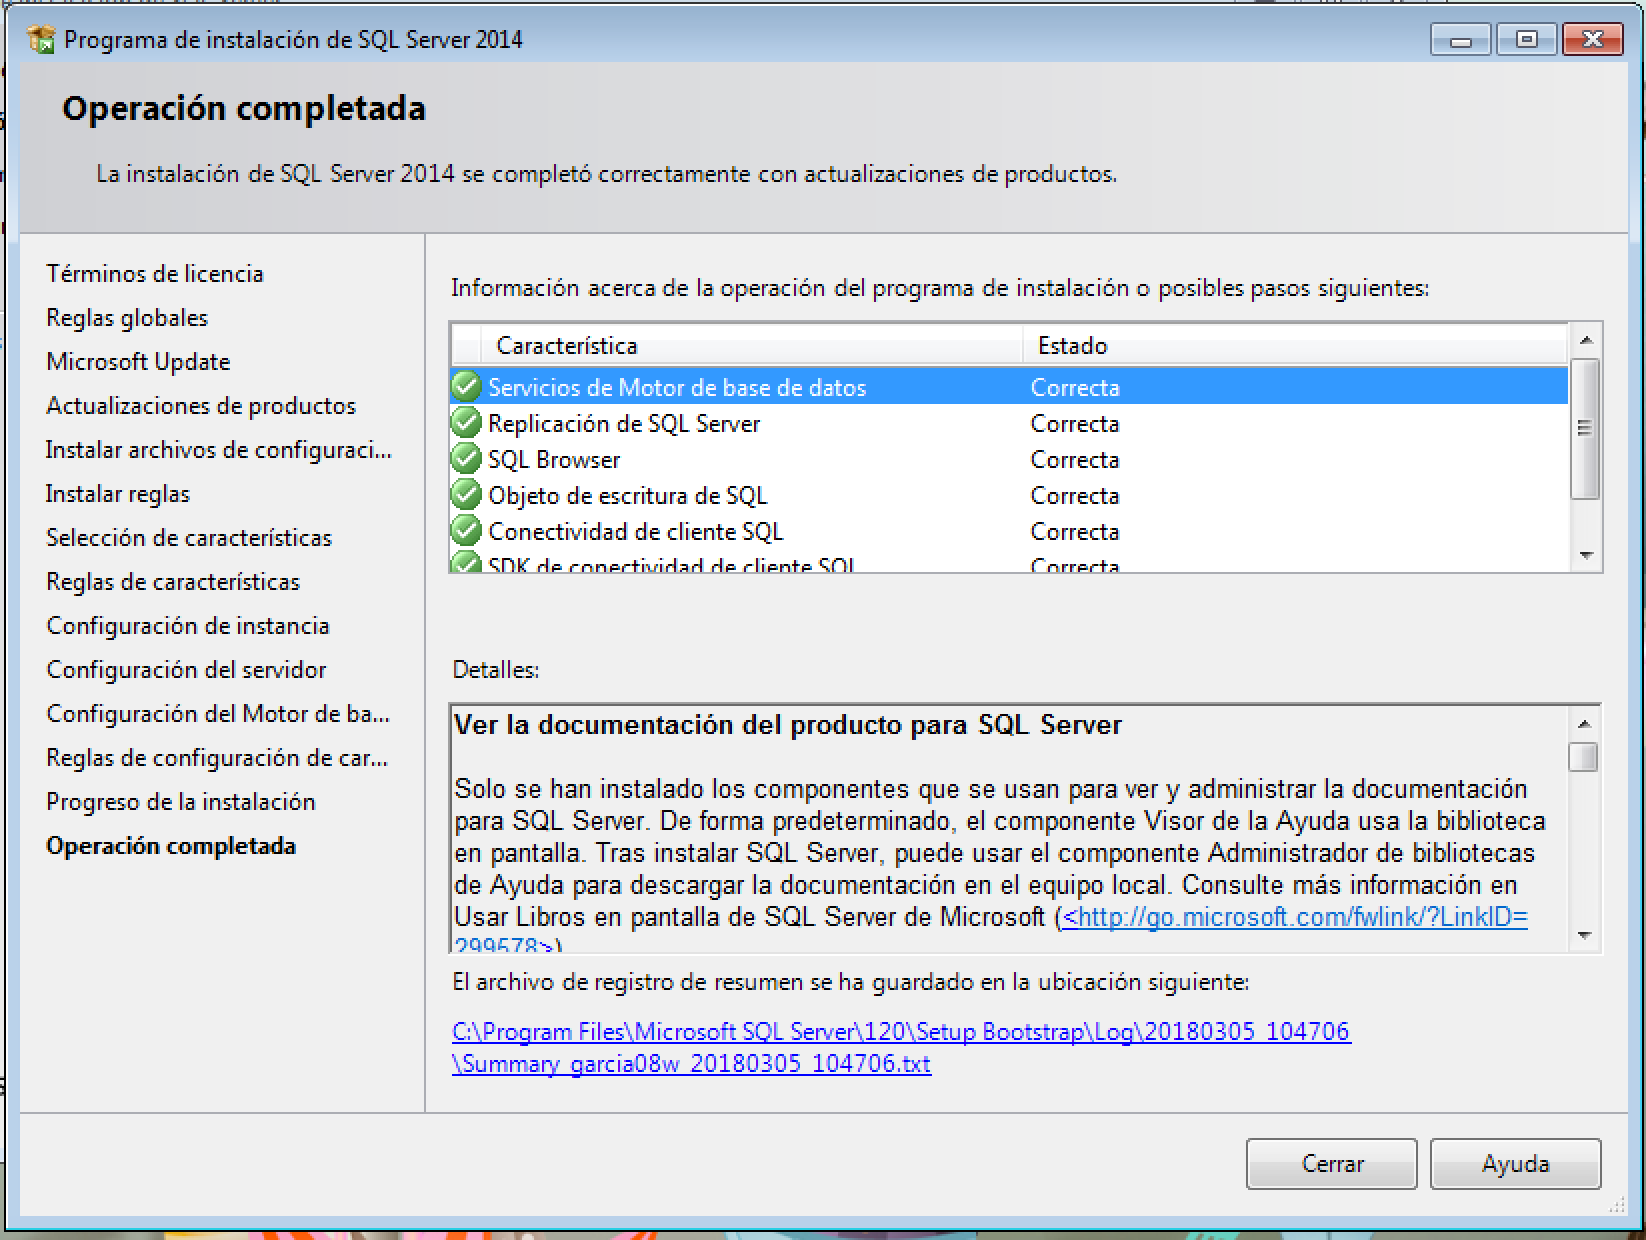 Programa de instalación de SQL Server 2014
Operación completada
La instalación de SQL Server 2014 se completó correctamente con actualizaciones de productos.
Términos de licencia
Reglas globales
Microsoft Update
Actualizaciones de productos
Instalar archivos de configuraci...
Instalar reglas
Selección de características
Reglas de características
Configuración de instancia
Configuración del servidor
Configuración del Motor de ba...
Reglas de configuración de car...
Progreso de la instalación
Operación completada
Información acerca de la operación del programa de instalación o posibles pasos siguientes:
Característica Estado
Servicios de Motor de base de datos Correcta
Replicación de SQL Server Correcta
SQL Browser Correcta
Objeto de escritura de SQL Correcta
Conectividad de cliente SQL Correcta
SDK de conectividad de cliente SQL Correcta
Detalles:
Ver la documentación del producto para SQL Server
Solo se han instalado los componentes que se usan para ver y administrar la documentación
para SQL Server. De forma predeterminado, el componente Visor de la Ayuda usa la biblioteca
en pantalla. Tras instalar SQL Server, puede usar el componente Administrador de bibliotecas
de Ayuda para descargar la documentación en el equipo local. Consulte más información en
Usar Libros en pantalla de SQL Server de Microsoft (<http://go.microsoft.com/fwlink/?LinkID=
299578>)
El archivo de registro de resumen se ha guardado en la ubicación siguiente:
C:\Program Files\Microsoft SQL Server\120\Setup Bootstrap\Log\20180305_104706
\Summary_garcia08w_20180305_104706.txt
Cerrar
Ayuda